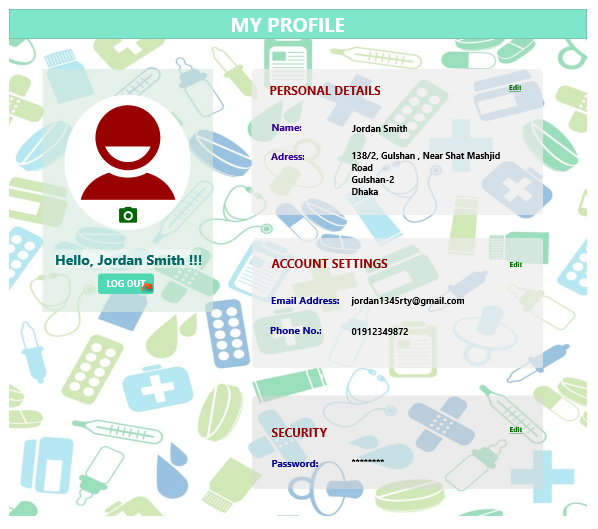 MY PROFILE
Hello, Jordan Smith !!!
LOG OUT
PERSONAL DETAILS
Edit
Name: Jordan Smith
Adress: 138/2, Gulshan , Near Shat Mashjid
Road
Gulshan-2
Dhaka
ACCOUNT SETTINGS
Edit
Email Address: jordan1345rty@gmail.com
Phone No.: 01912349872
SECURITY
Edit
Password: ********